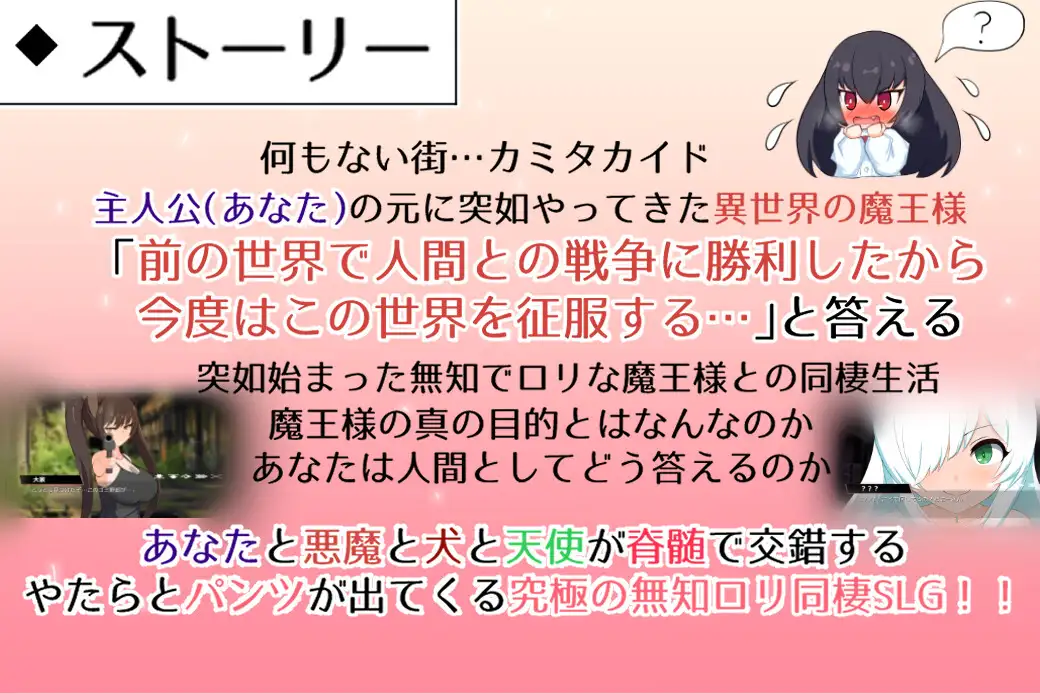 ◆ストーリー
?
何もない街…カミタカイド
主人公(あなた)の元に突如やってきた異世界の魔王様
「前の世界で人間との戦争に勝利したから
今度はこの世界を征服する…」と答える
突如始まった無知でロリな魔王様との同棲生活
魔王様の真の目的とはなんなのか
あなたは人間としてどう答えるのか
???
あなたと悪魔と犬と天使が脊髄で交錯する
やたらとパンツが出てくる究極の無知ロリ同棲SLG!!